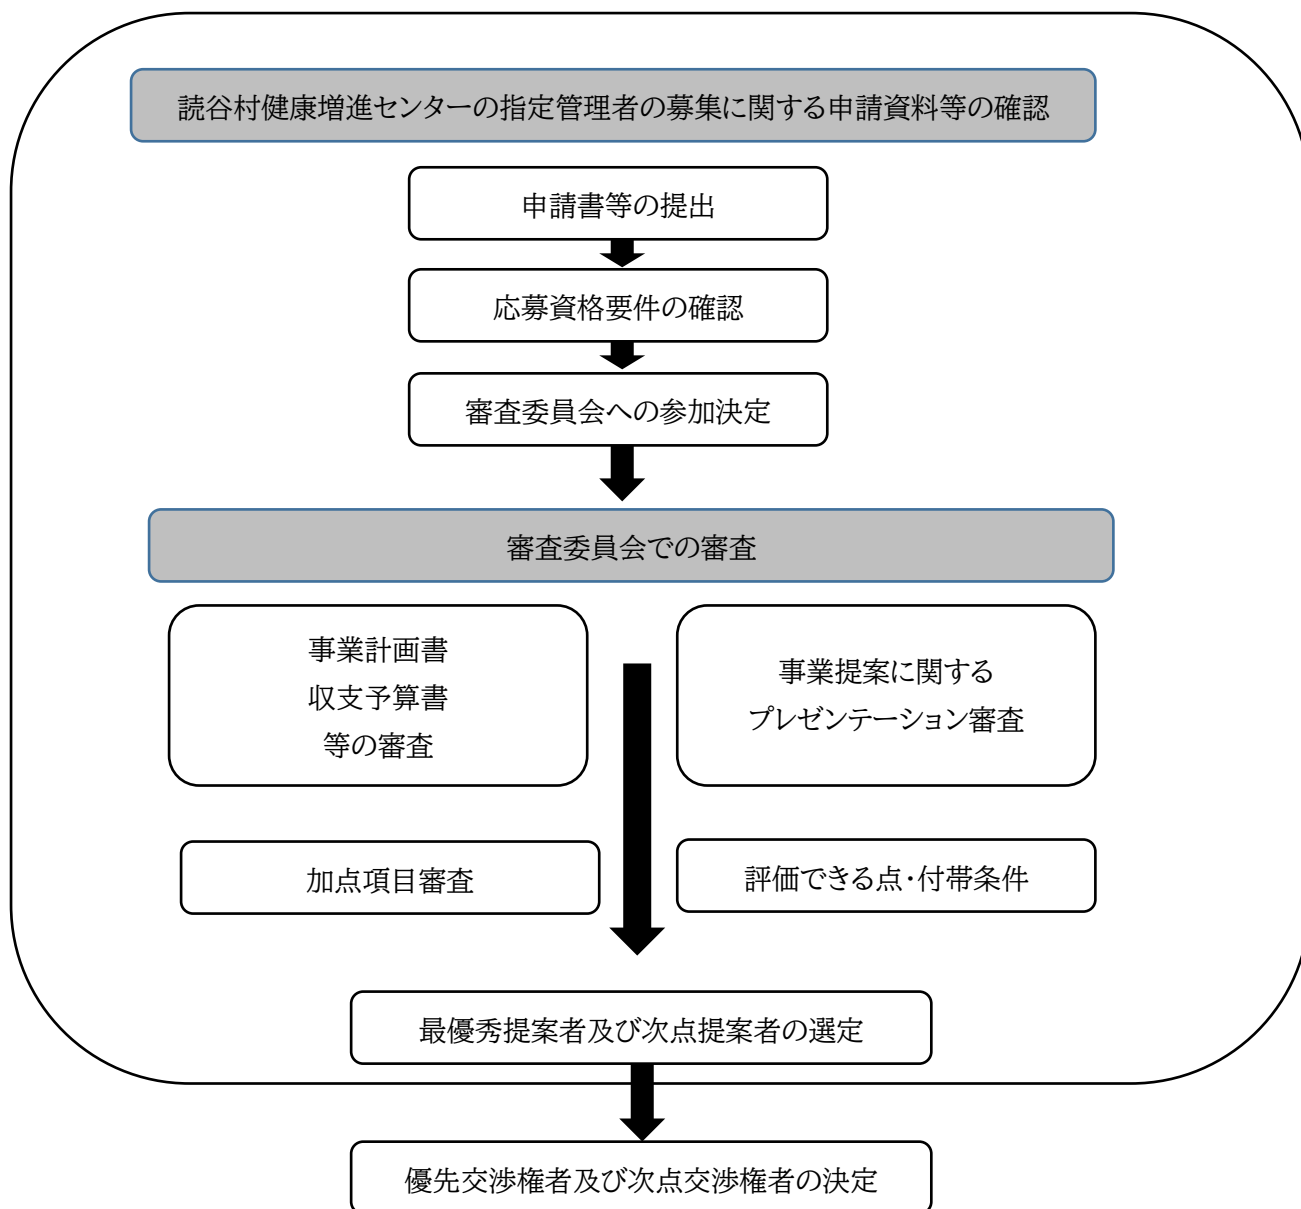 読谷村健康増進センターの指定管理者の募集に関する申請資料等の確認
申請書等の提出
応募資格要件の確認
審査委員会への参加決定
審査委員会での審査
事業計画書
収支予算書
等の審査
事業提案に関する
プレゼンテーション審査
加点項目審査
評価できる点・付帯条件
最優秀提案者及び次点提案者の選定
優先交渉権者及び次点交渉権者の決定